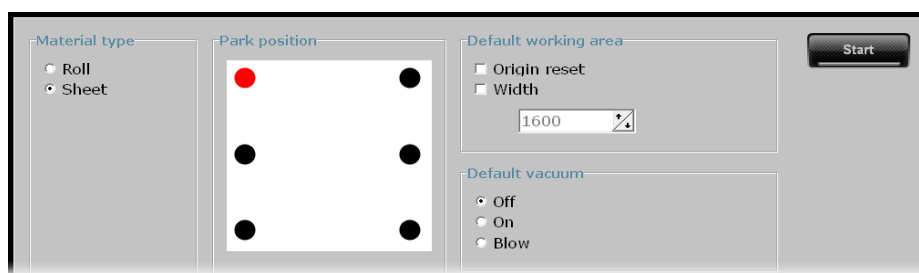 Material type
Roll
Sheet
Park position
Default working area
Origin reset
Width
1600
Default vacuum
Off
On
Blow
Start